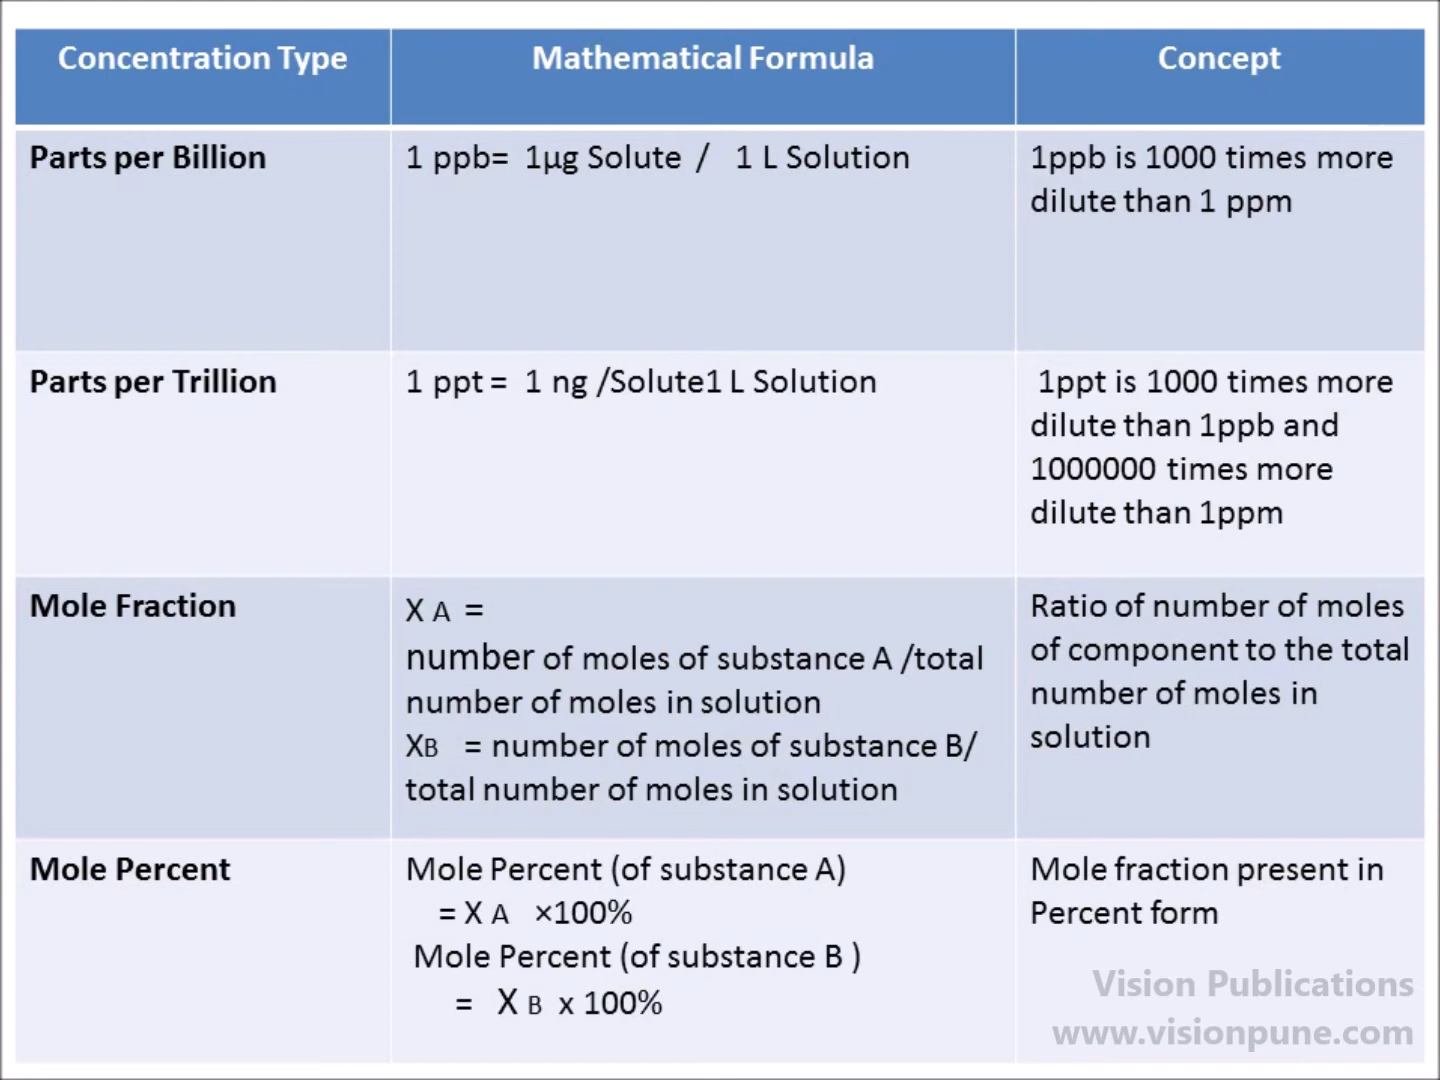 Concentration Type
Mathematical Formula
Concept
Parts per Billion
1 ppb= 1µg Solute / 1 L Solution
1ppb is 1000 times more
dilute than 1 ppm
Parts per Trillion
1 ppt = 1 ng /Solute1 L Solution
1ppt is 1000 times more
dilute than 1ppb and
1000000 times more
dilute than 1ppm
Mole Fraction
X A =
number of moles of substance A /total
number of moles in solution
XB = number of moles of substance B/
total number of moles in solution
Ratio of number of moles
of component to the total
number of moles in
solution
Mole Percent
Mole Percent (of substance A)
= X A ×100%
Mole Percent (of substance B )
= X B x 100%
Mole fraction present in
Percent form
Vision Publications
www.visionpune.com